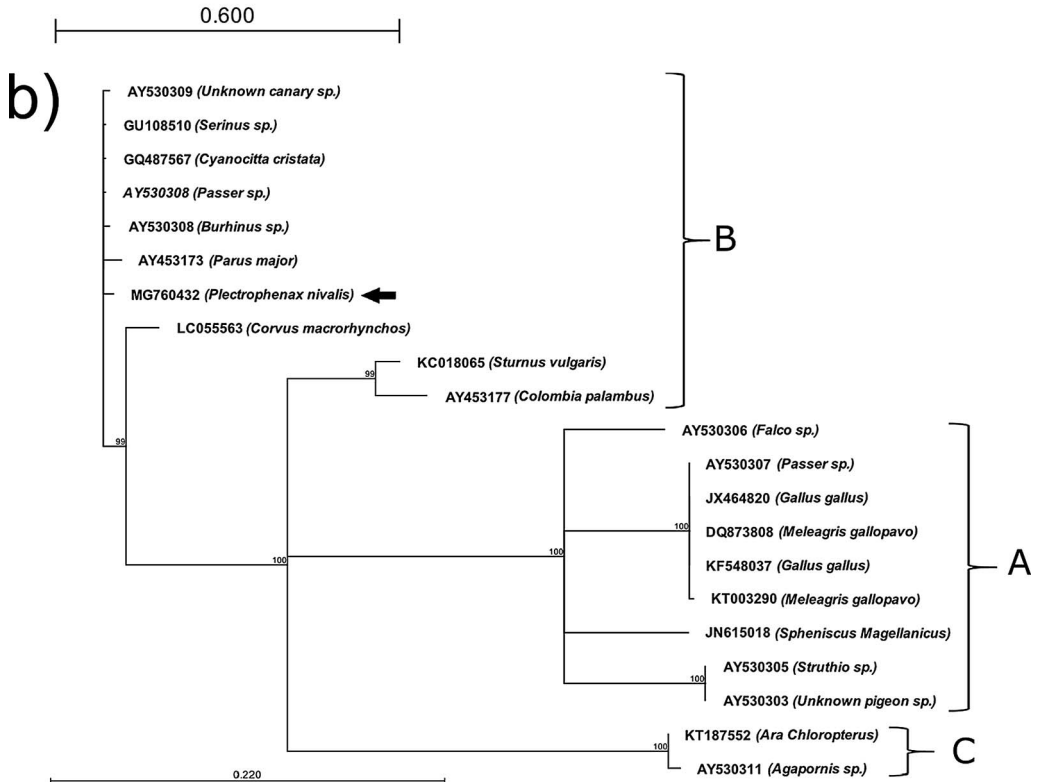 0.600
b)
AY530309 (Unknown canary sp.)
GU108510 (Serinus sp.)
GQ487567 (Cyanocitta cristata)
AY530308 (Passer sp.)
AY530308 (Burhinus sp.)
B
AY453173 (Parus major)
MG760432 (Plectrophenax nivalis)
LC055563 (Corvus macrorhynchos)
KC018065 (Sturnus vulgaris)
99
AY453177 (Colombia palambus)
AY530306 (Falco sp.)
99
AY530307 (Passer sp.)
JX464820 (Gallus gallus)
100
DQ873808 (Meleagris gallopavo)
100
100
KF548037 (Gallus gallus)
A
KT003290 (Meleagris gallopavo)
JN615018 (Spheniscus Magellanicus)
AY530305 (Struthio sp.)
100
AY530303 (Unknown pigeon sp.)
KT187552 (Ara Chloropterus)
100
C
AY530311 (Agapornis sp.)
0.220